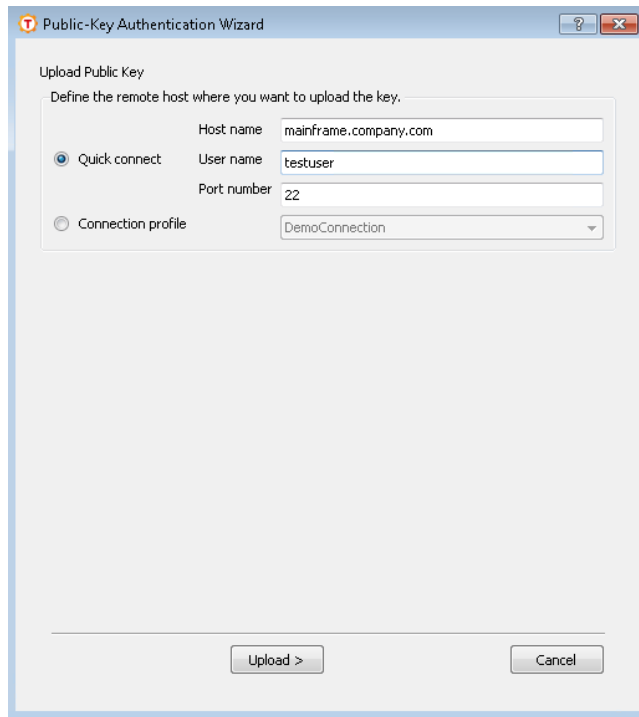 T Public-Key Authentication Wizard ?
Upload Public Key
Define the remote host where you want to upload the key.
Host name mainframe.company.com
Quick connect User name testuser
Port number 22
Connection profile DemoConnection
Upload > Cancel